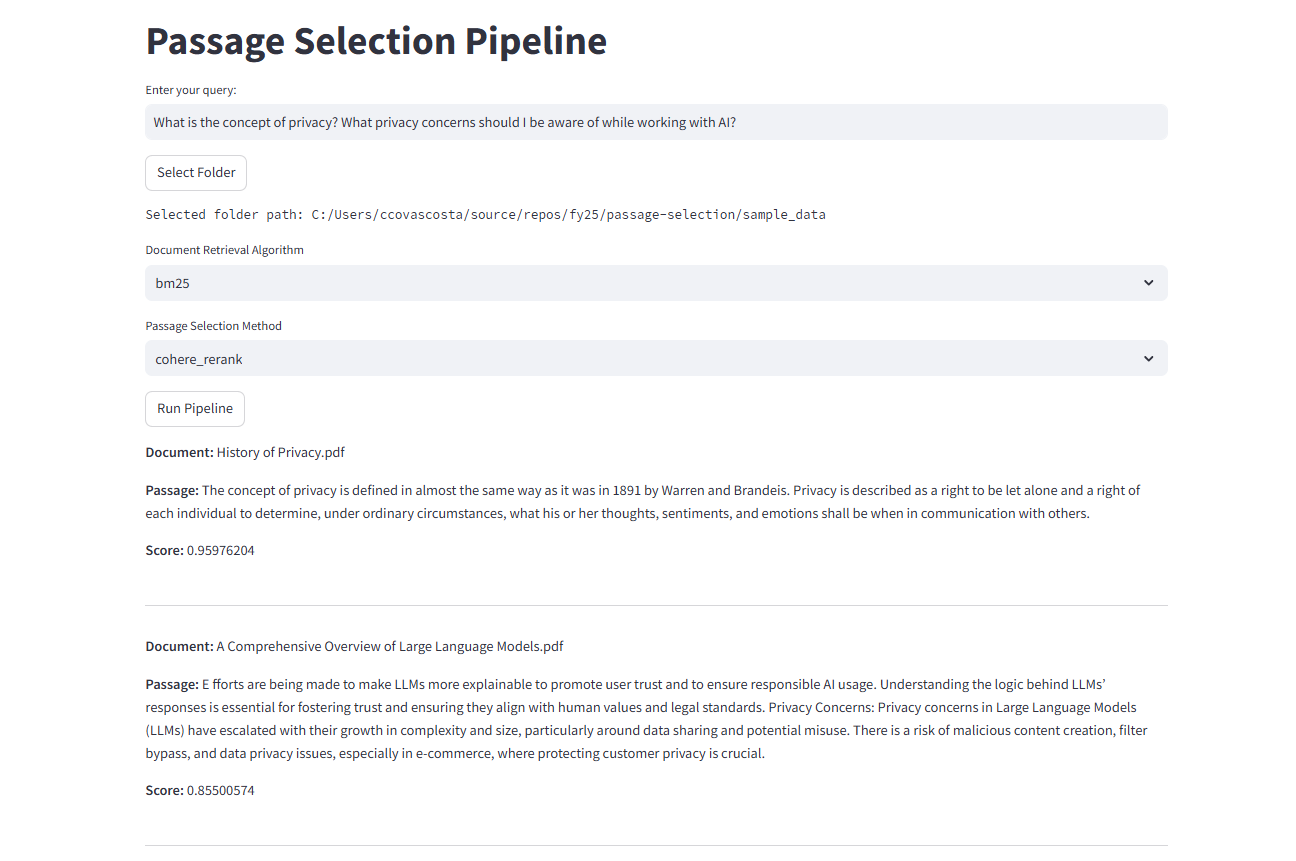 Passage Selection Pipeline
Enter your query:
What is the concept of privacy? What privacy concerns should I be aware of while working with AI?
Select Folder
Selected folder path: C:/Users/ccovascosta/source/repos/fy25/passage-selection/sample_data
Document Retrieval Algorithm
bm25
Passage Selection Method
cohere_rerank
Run Pipeline
Document: History of Privacy.pdf
Passage: The concept of privacy is defined in almost the same way as it was in 1891 by Warren and Brandeis. Privacy is described as a right to be let alone and a right of
each individual to determine, under ordinary circumstances, what his or her thoughts, sentiments, and emotions shall be when in communication with others.
Score: 0.95976204
Document: A Comprehensive Overview of Large Language Models.pdf
Passage: E fforts are being made to make LLMs more explainable to promote user trust and to ensure responsible AI usage. Understanding the logic behind LLMs’
responses is essential for fostering trust and ensuring they align with human values and legal standards. Privacy Concerns: Privacy concerns in Large Language Models
(LLMs) have escalated with their growth in complexity and size, particularly around data sharing and potential misuse. There is a risk of malicious content creation, filter
bypass, and data privacy issues, especially in e-commerce, where protecting customer privacy is crucial.
Score: 0.85500574